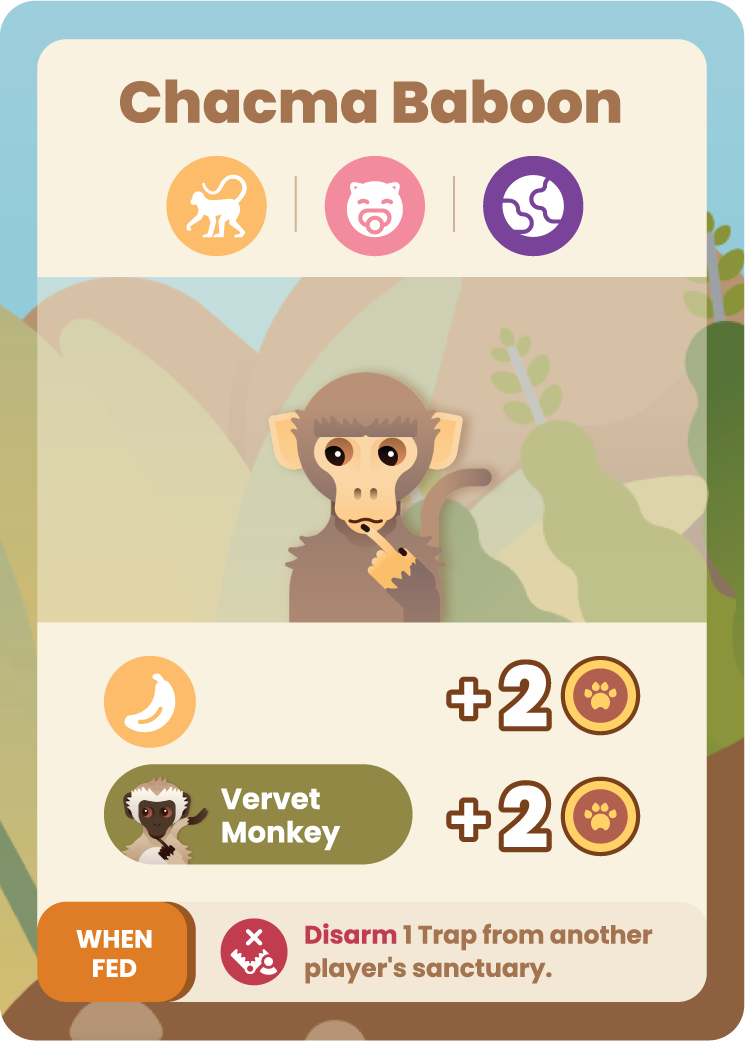 Chacma Baboon
+2
Vervet
Monkey
+2
WHEN
FED
Disarm 1 Trap from another
player's sanctuary.